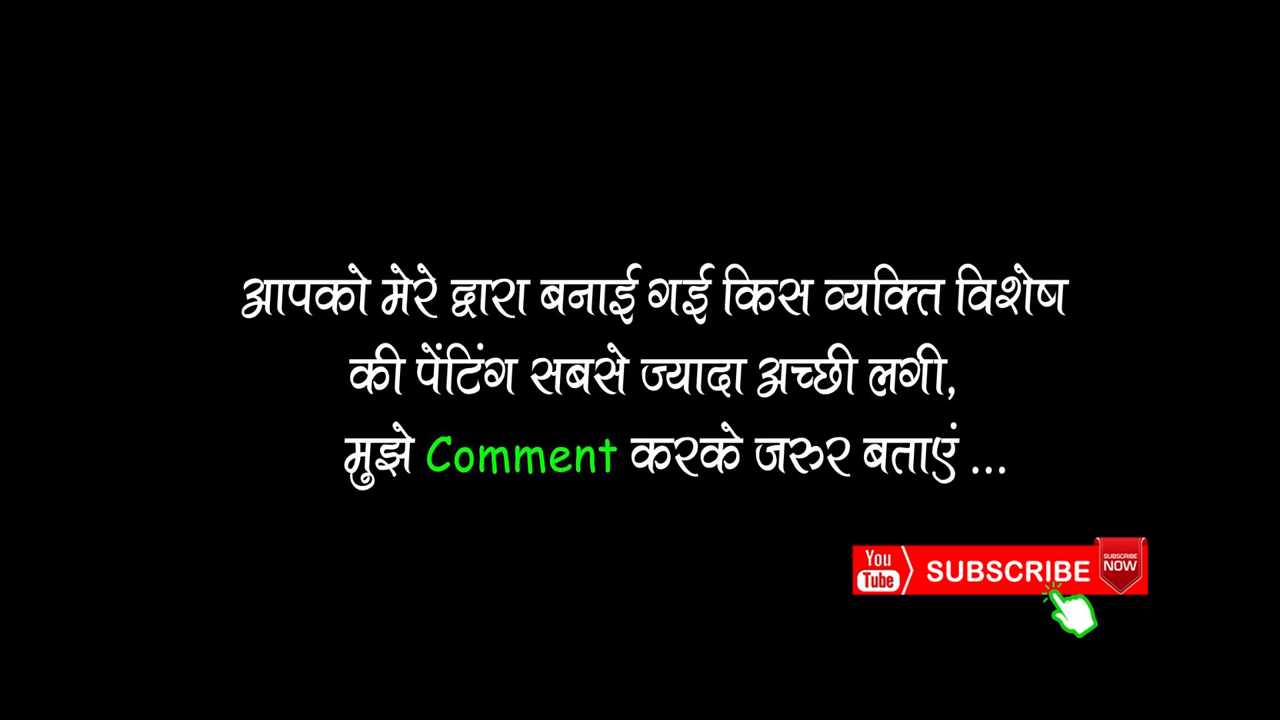 आपको मेरे द्वारा बनाई गई किस व्यक्ति विशेष
की पेंटिंग सबसे ज्यादा अच्छी लगी,
मुझे Comment करके जरुर बताएं ...
You
Tube
SUBSCRIBE
SUBSCRIBE
NOW